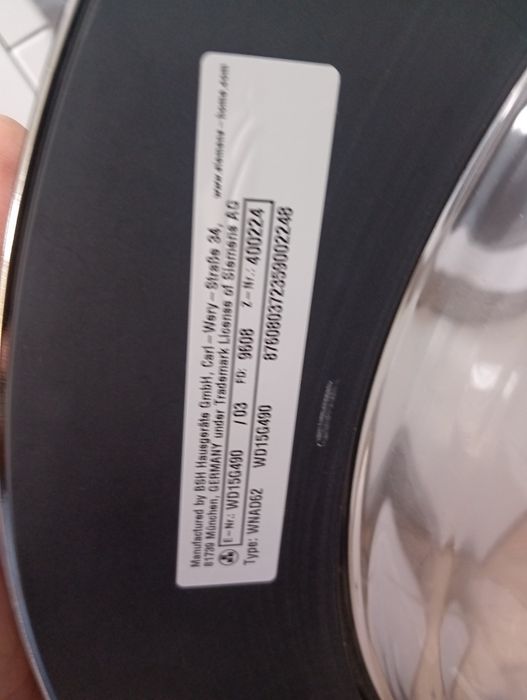 Manufactured by BSH Hausgeräte GmbH, Carl-Wery-Straße 34,
81739 München, GERMANY under Trademark License of Siemens AG
www.siemens-home.com
E-Nr.: WD15G490 / 03 FD: 9608 Z-Nr.: 400224
Type: WNAD62 WD15G490 876080372359002248